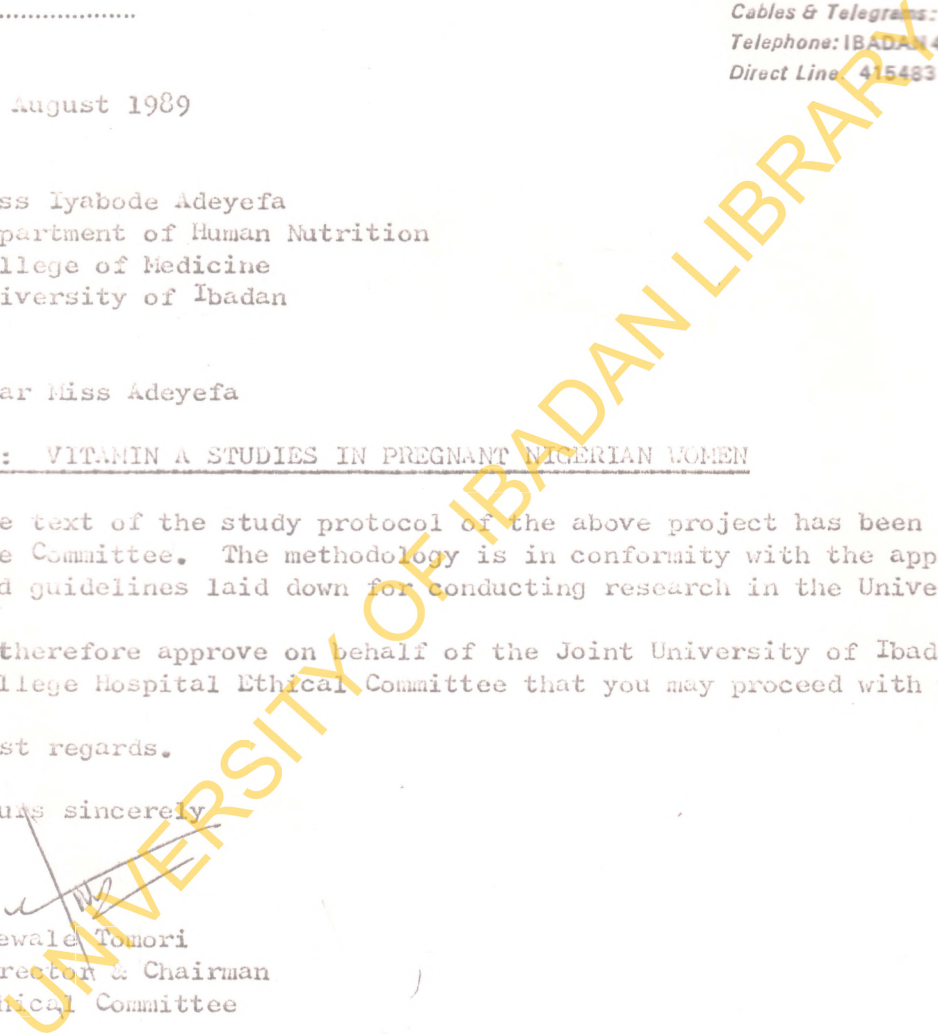 Cables & Telegrams:
Telephone: IBADAN 4
Direct Line: 415483
August 1989
ss Iyabode Adeyefa
partment of Human Nutrition
llege of Medicine
iversity of Ibadan
ar Miss Adeyefa
: VITAMIN A STUDIES IN PREGNANT NIGERIAN WOMEN
e text of the study protocol of the above project has been
e Committee. The methodology is in conformity with the app
d guidelines laid down for conducting research in the Unive
therefore approve on behalf of the Joint University of Ibad
llege Hospital Ethical Committee that you may proceed with
st regards.
urs sincerely
ewale Tomori
rector & Chairman
hical Committee
UNIVERSITY OF IBADAN LIBRARY